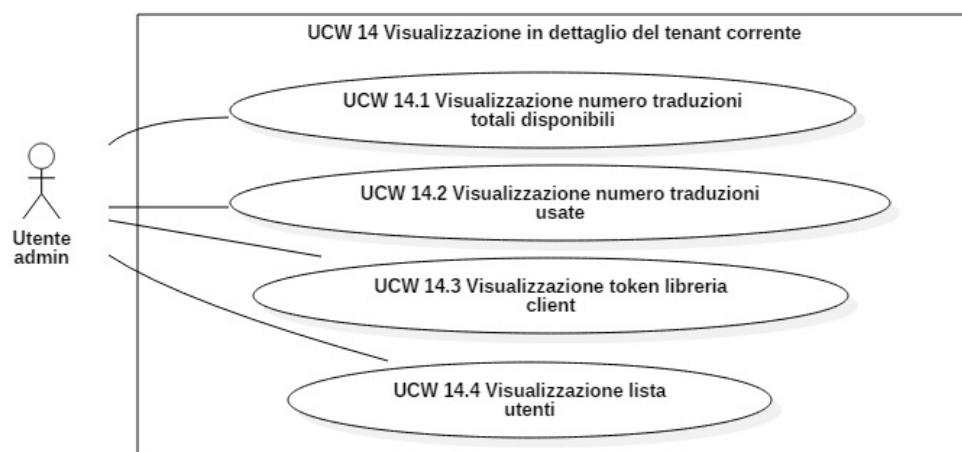 UCW 14 Visualizzazione in dettaglio del tenant corrente
UCW 14.1 Visualizzazione numero traduzioni
totali disponibili
UCW 14.2 Visualizzazione numero traduzioni
usate
Utente
admin
UCW 14.3 Visualizzazione token libreria
client
UCW 14.4 Visualizzazione lista
utenti